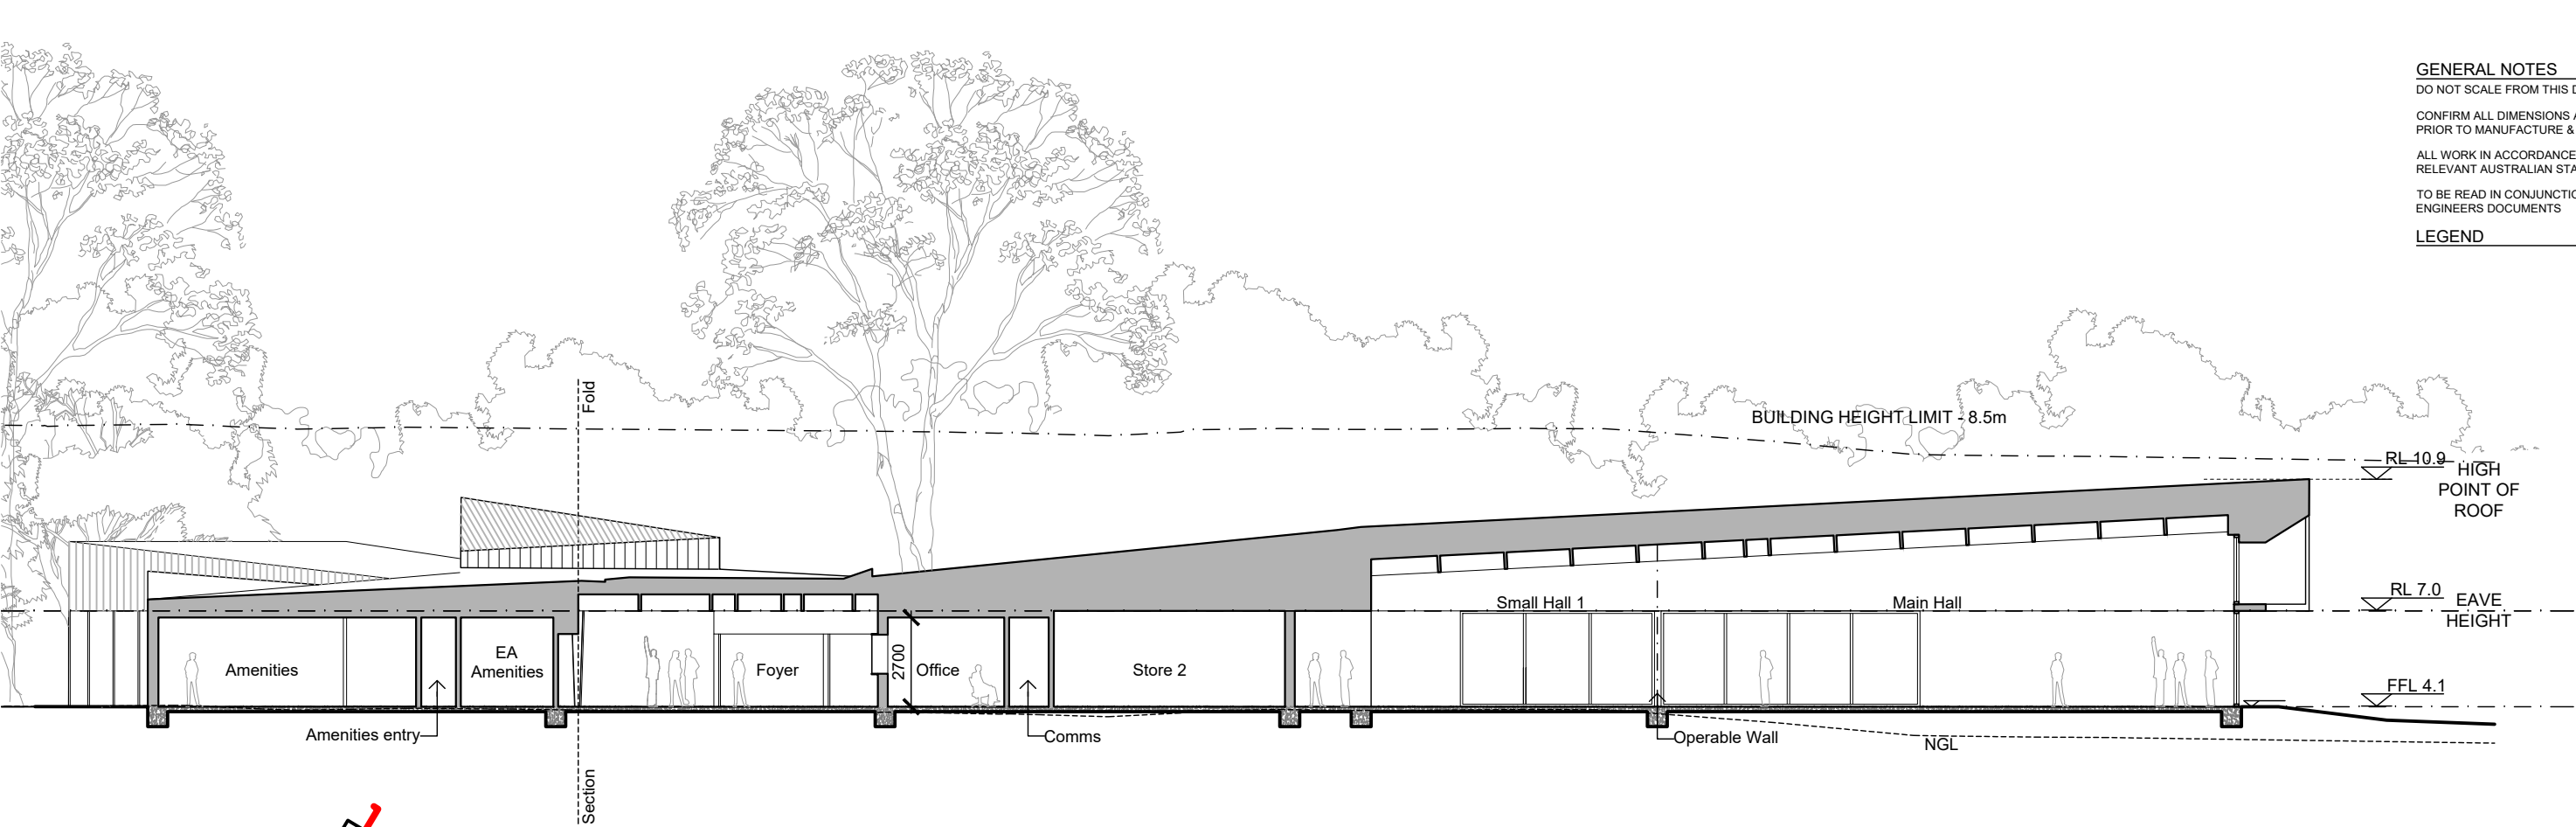 GENERAL NOTES
DO NOT SCALE FROM THIS
CONFIRM ALL DIMENSIONS
PRIOR TO MANUFACTURE &
ALL WORK IN ACCORDANCE
RELEVANT AUSTRALIAN
TO BE READ IN
ENGINEERS DOCUMENTS
LEGEND
Fold
BUILDING HEIGHT LIMIT - 8.5m
RL 10.9
HIGH
POINT OF
ROOF
RL 7.0
EAVE
HEIGHT
Small Hall 1
Main Hall
Amenities
EA
Amenities
Foyer
2700
Office
Store 2
FFL 4.1
Amenities entry
Comms
Operable Wall
NGL
Section